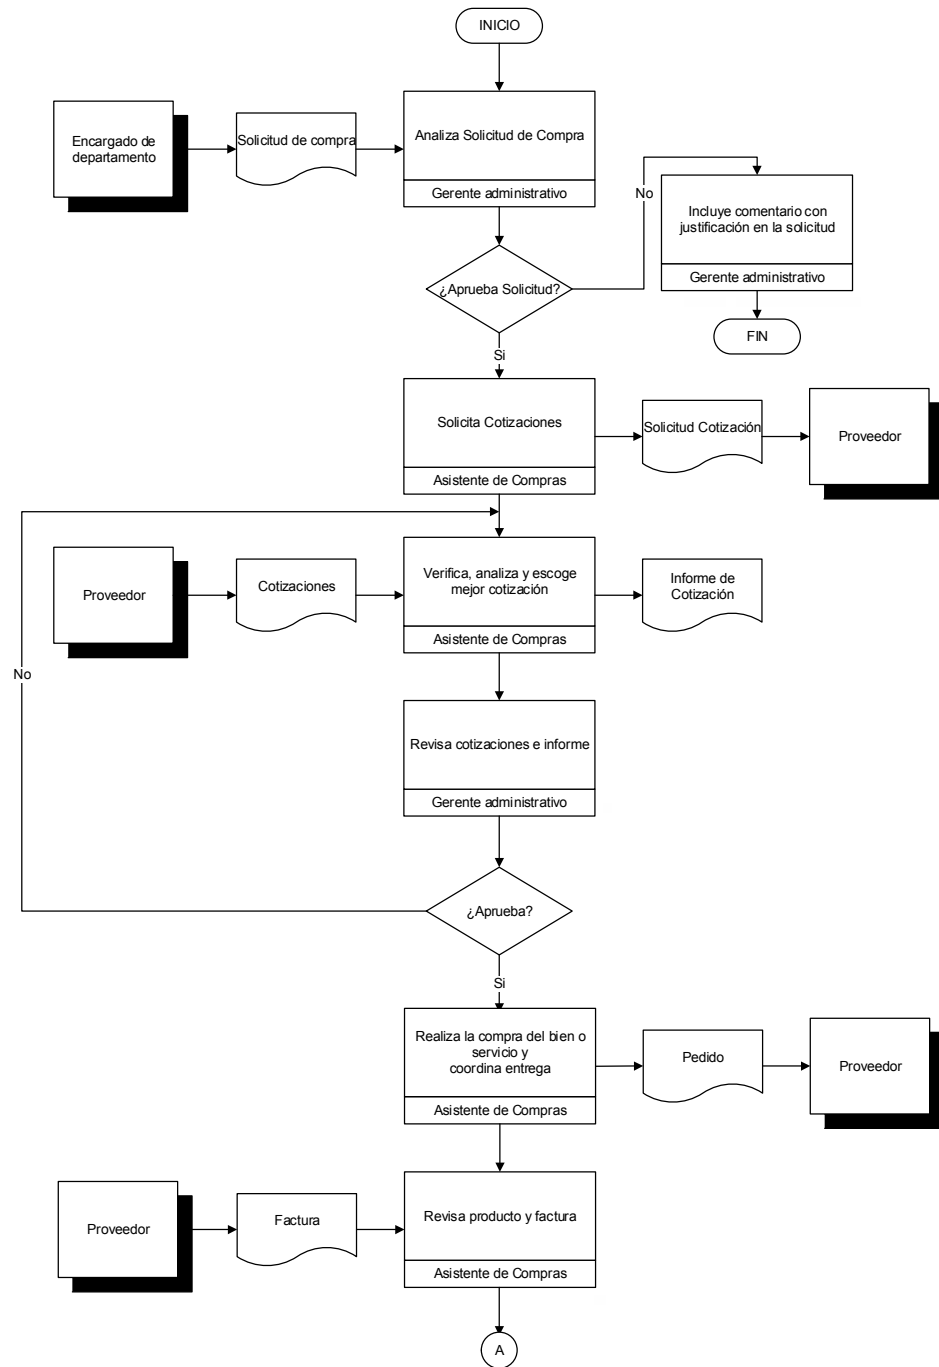 INICIO
Encargado de
departamento
Solicitud de compra
Analiza Solicitud de Compra
Gerente administrativo
No
Incluye comentario con
justificación en la solicitud
Gerente administrativo
¿Aprueba Solicitud?
FIN
Si
Solicita Cotizaciones
Asistente de Compras
Solicitud Cotización
Proveedor
Proveedor
Cotizaciones
Verifica, analiza y escoge
mejor cotización
Asistente de Compras
Informe de
Cotización
No
Revisa cotizaciones e informe
Gerente administrativo
¿Aprueba?
Si
Realiza la compra del bien o
servicio y
coordina entrega
Asistente de Compras
Pedido
Proveedor
Proveedor
Factura
Revisa producto y factura
Asistente de Compras
A